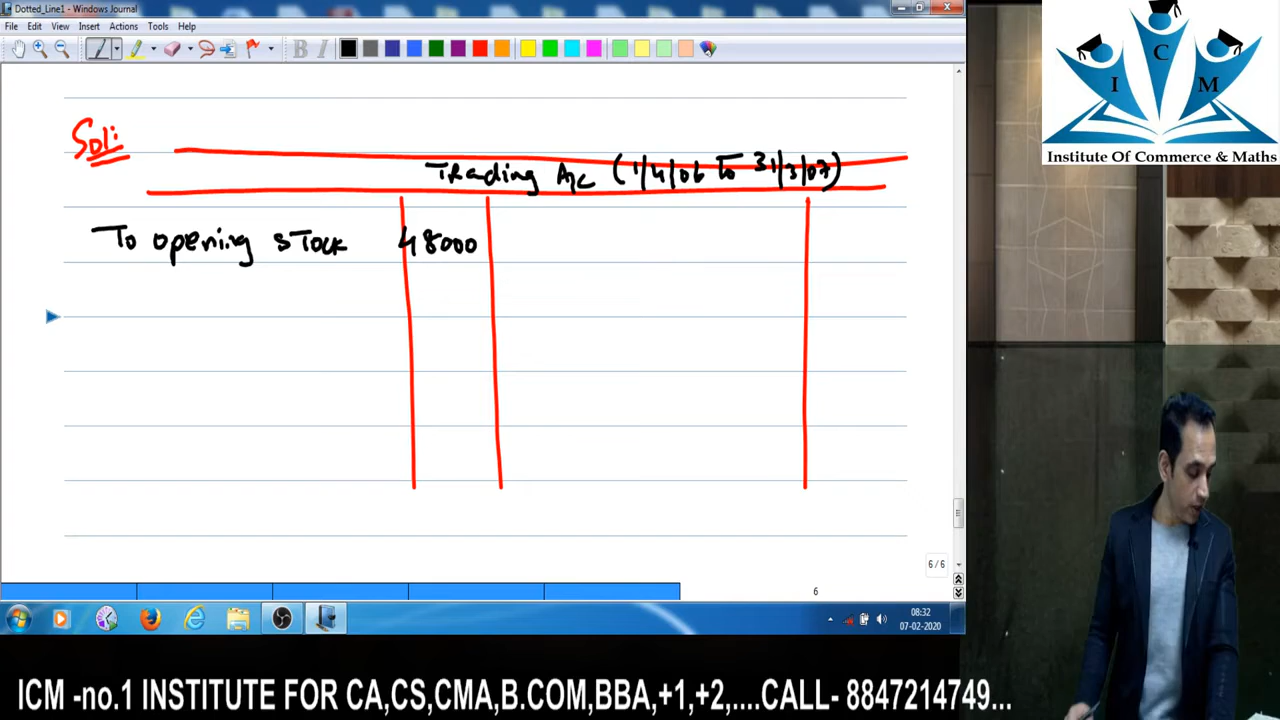 Dotted_Line1 - Windows Journal
File Edit View Insert Actions Tools Help
B I
I C M
Institute Of Commerce & Maths
Sol:
Trading A/c (1/4/06 To 31/3/07)
To opening stock 48000
6/6
6
08:32
07-02-2020
ICM -no.1 INSTITUTE FOR CA,CS,CMA,B.COM,BBA,+1,+2,....CALL- 8847214749...